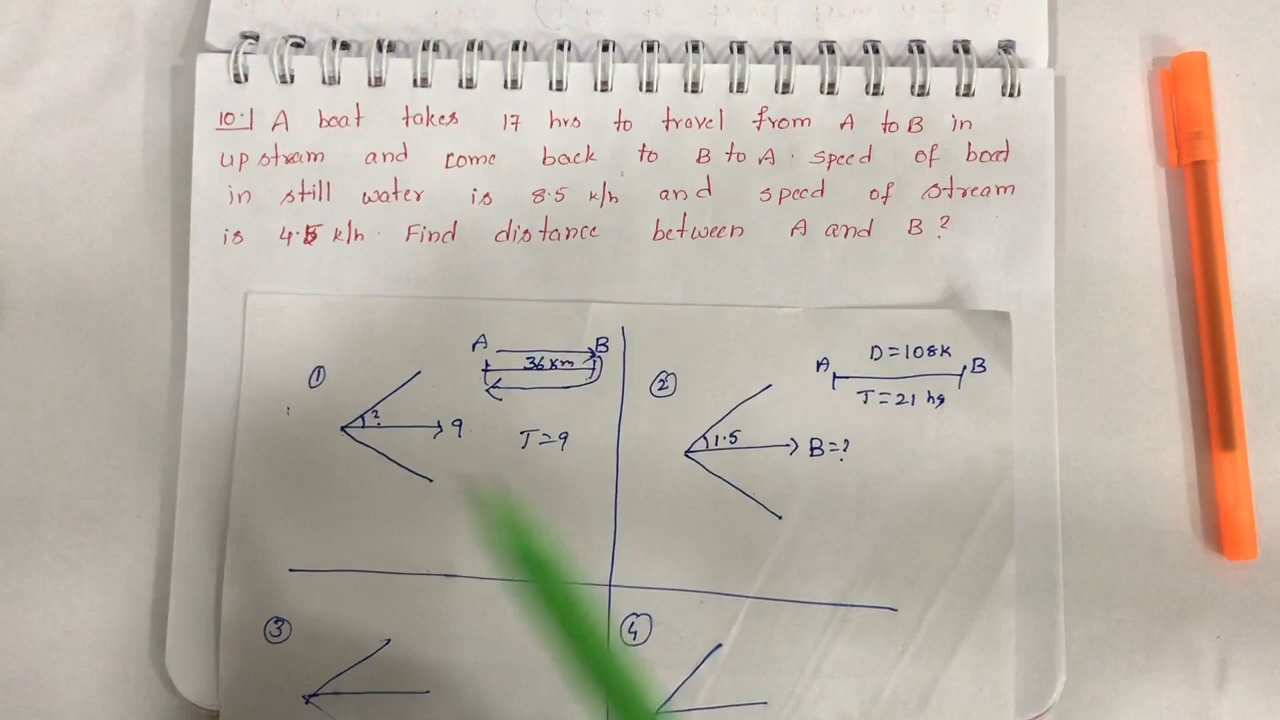 10. A boat takes 17 hrs to travel from A to B in
upstream and come back to B to A. speed of boat
in still water is 8.5 k/h and speed of stream
is 4.5 k/h. Find distance between A and B?
①
A B
36 km
?
9
T=9
②
D=108k
A B
T=21 hrs
1.5
B=?
③
④